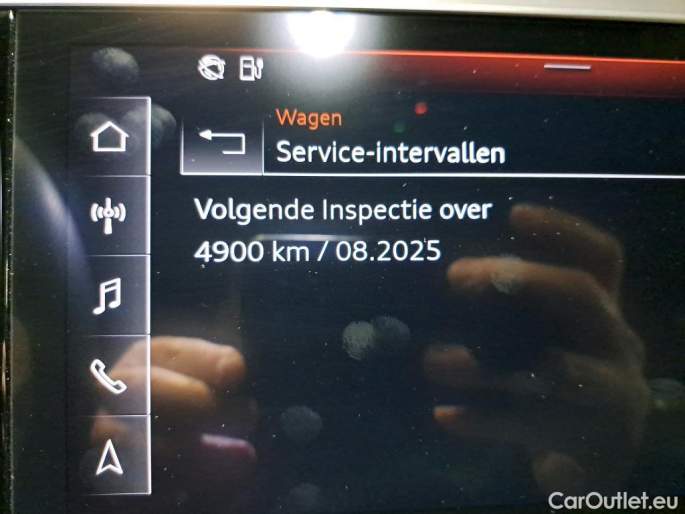 Wagen
Service-intervallen
Volgende Inspectie over
4900 km / 08.2025
CarOutlet.eu